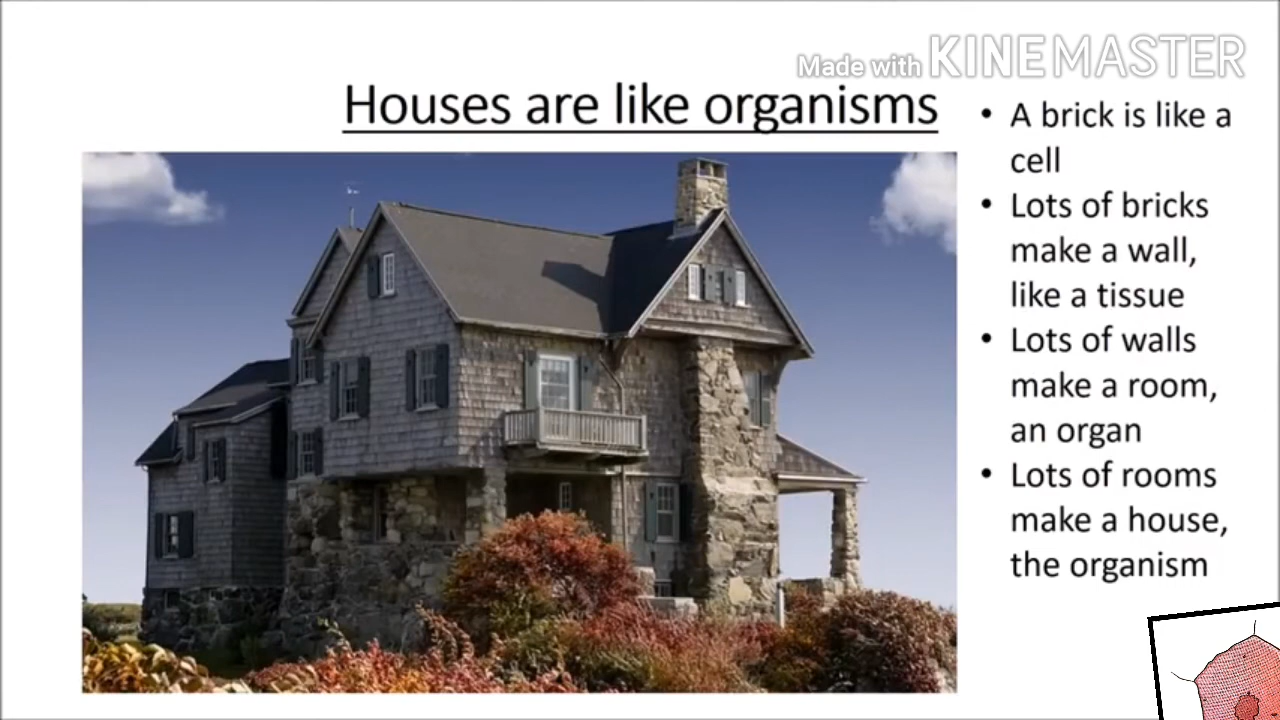 Made with KINEMASTER
Houses are like organisms
• A brick is like a
cell
• Lots of bricks
make a wall,
like a tissue
• Lots of walls
make a room,
an organ
• Lots of rooms
make a house,
the organism